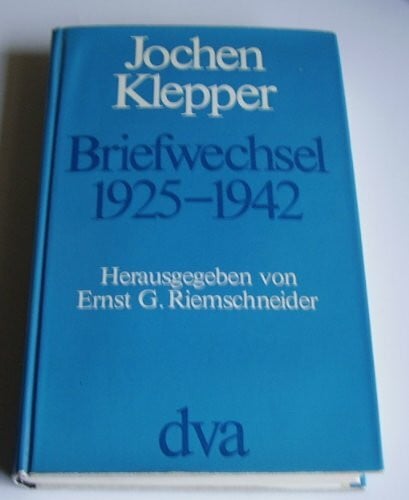 Jochen
Klepper
Briefwechsel
1925–1942
Herausgegeben von
Ernst G. Riemschneider
dva